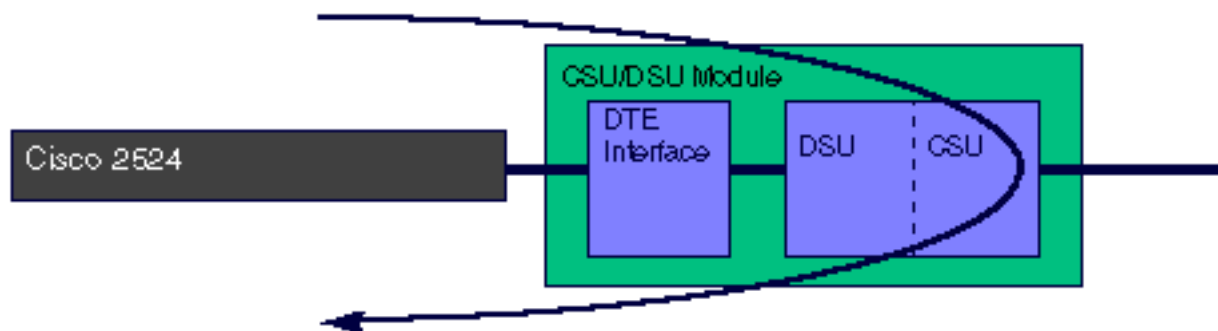 CSU/DSU Module
DTE
Interface
DSU
CSU
Cisco 2524